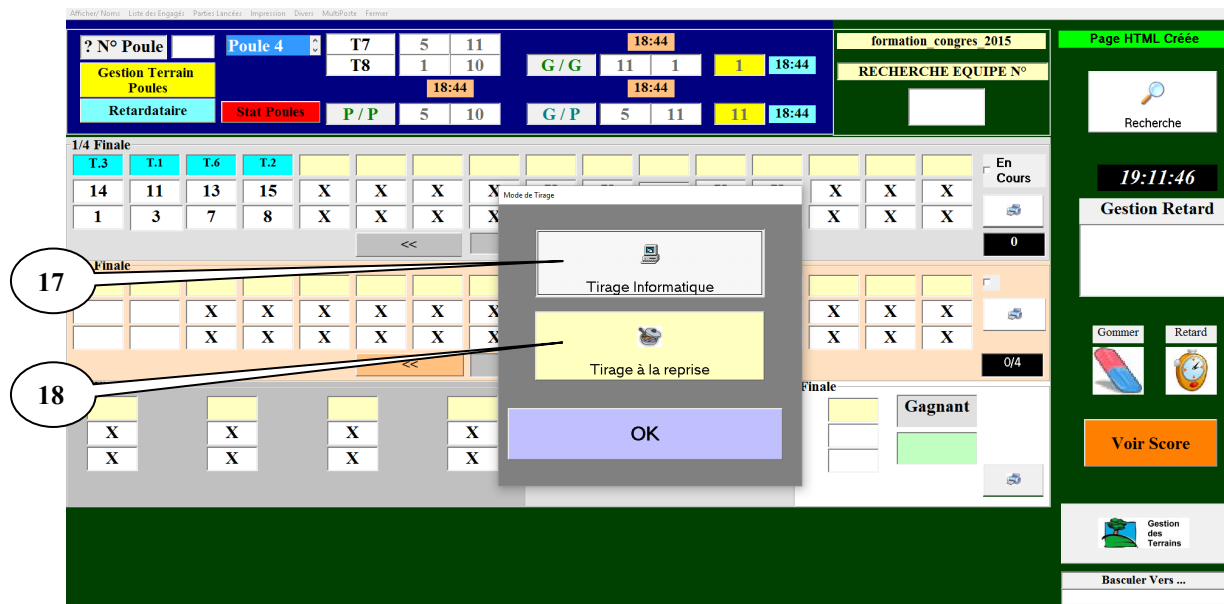 Afficher/ Noms Liste des Engagés Parties Lancées Impression Divers MultiPoste Fermer
? N° Poule Poule 4 T7 5 11 18:44 formation_congres_2015 Page HTML Créée
T8 1 10 G / G 11 1 1 18:44
Gestion Terrain Poules RECHERCHE EQUIPE N°
18:44 18:44
Retardataire Stat Poules P / P 5 10 G / P 5 11 11 18:44
Recherche
1/4 Finale
T.3 T.1 T.6 T.2 En Cours
14 11 13 15 X X X X X X X
1 3 7 8 X X X X X X X
<< 0
19:11:46
Gestion Retard
Mode de Tirage
Tirage Informatique
Tirage à la reprise
OK
17
18
Finale
X X X X X X X X X
X X X X X X X X X
<< 0/4
Gommer Retard
Finale
Gagnant
X X X X
X X X X
Voir Score
Gestion des Terrains
Basculer Vers ...